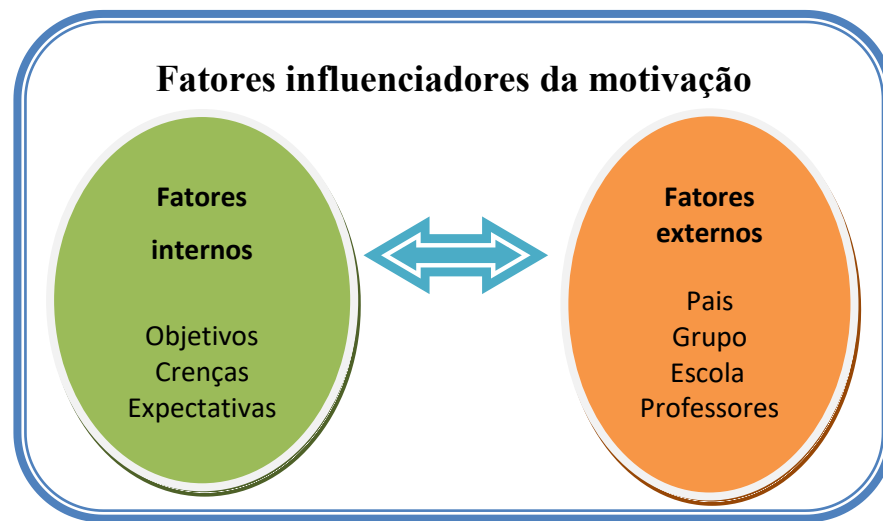 Fatores influenciadores da motivação
Fatores
internos
Objetivos
Crenças
Expectativas
Fatores
externos
Pais
Grupo
Escola
Professores